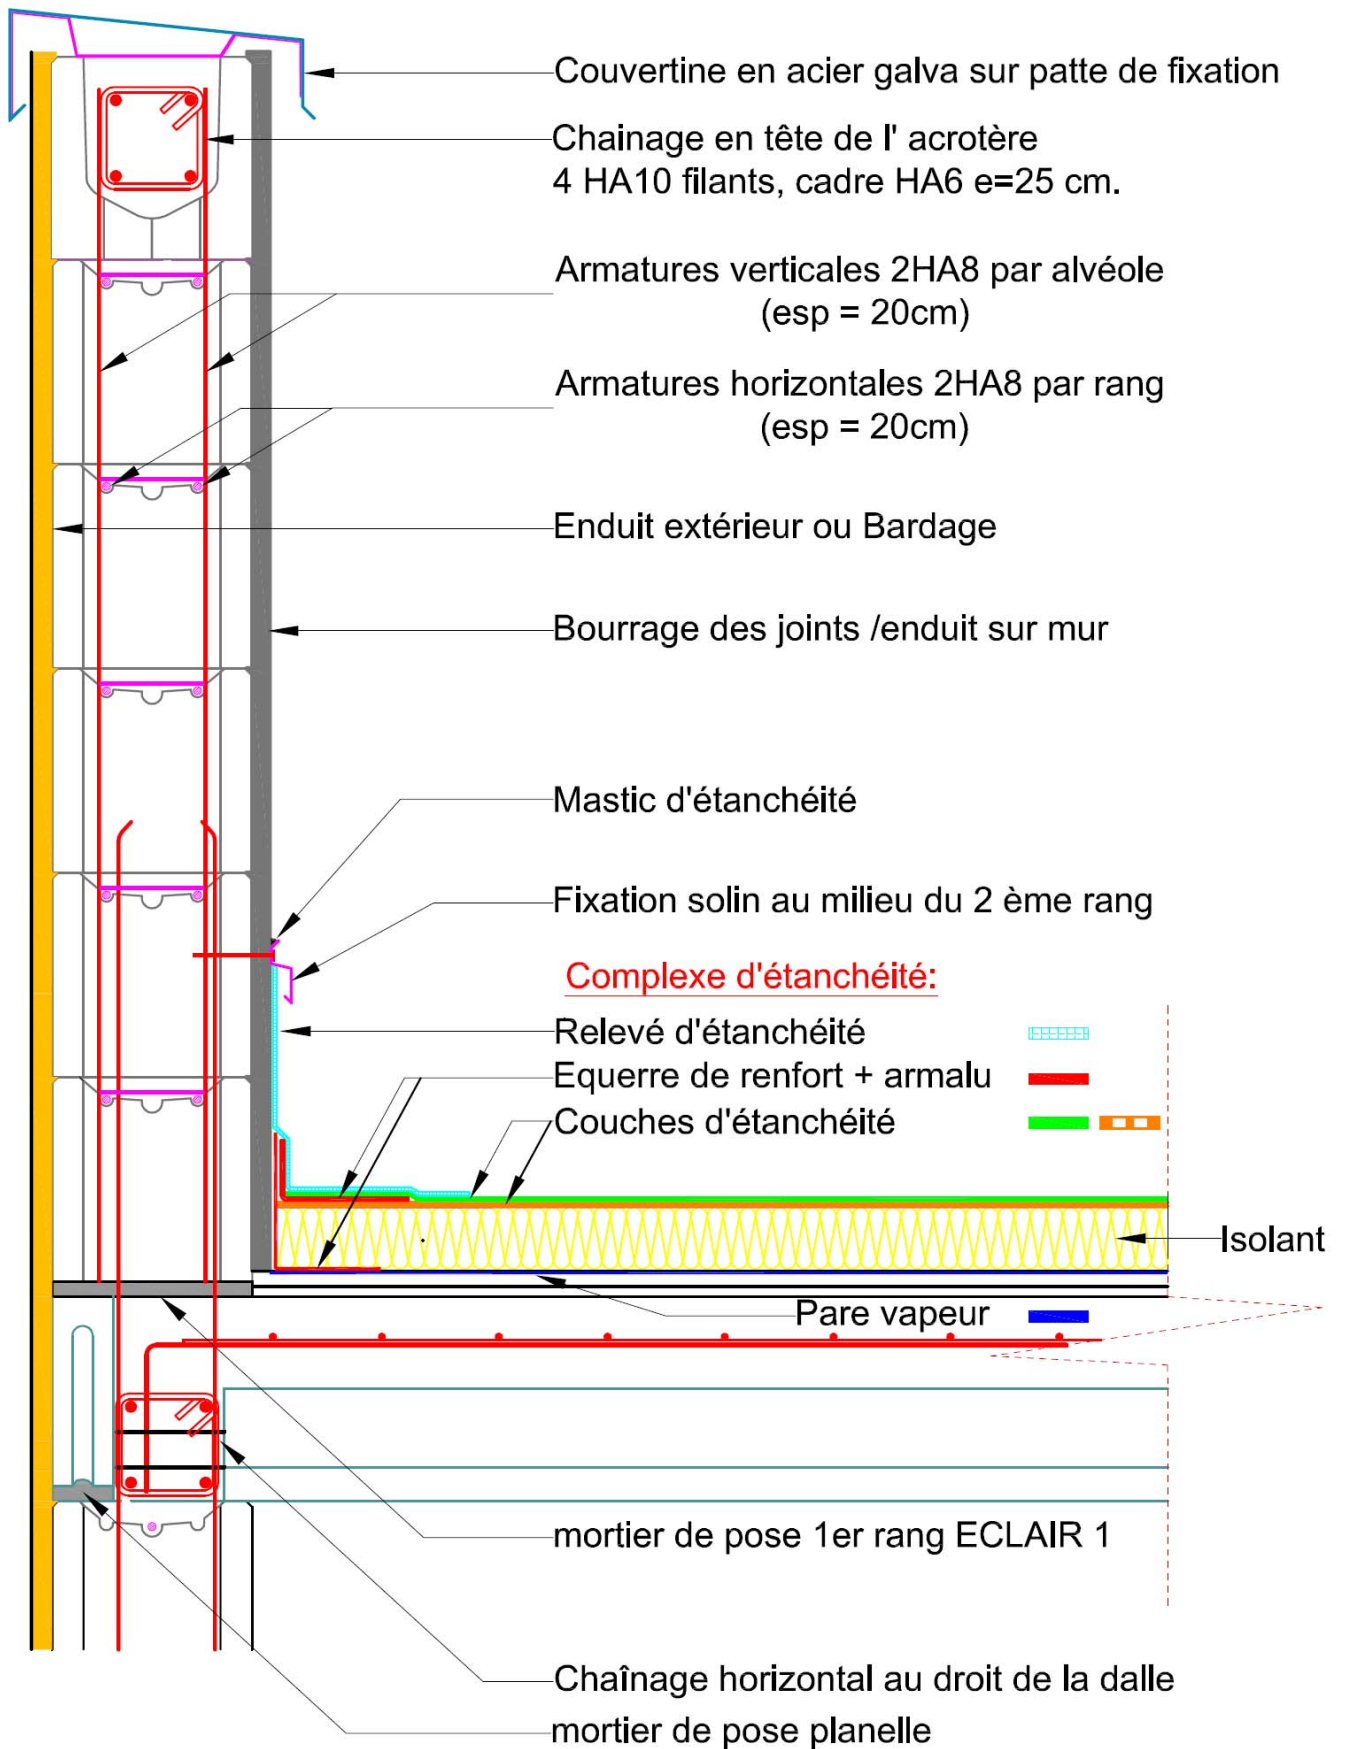 Couvertine en acier galva sur patte de fixation
Chainage en tête de l' acrotère
4 HA10 filants, cadre HA6 e=25 cm.
Armatures verticales 2HA8 par alvéole
(esp = 20cm)
Armatures horizontales 2HA8 par rang
(esp = 20cm)
Enduit extérieur ou Bardage
Bourrage des joints /enduit sur mur
Mastic d'étanchéité
Fixation solin au milieu du 2 ème rang
Complexe d'étanchéité:
Relevé d'étanchéité
Equerre de renfort + armalu
Couches d'étanchéité
Isolant
Pare vapeur
mortier de pose 1er rang ECLAIR 1
Chaînage horizontal au droit de la dalle
mortier de pose planelle